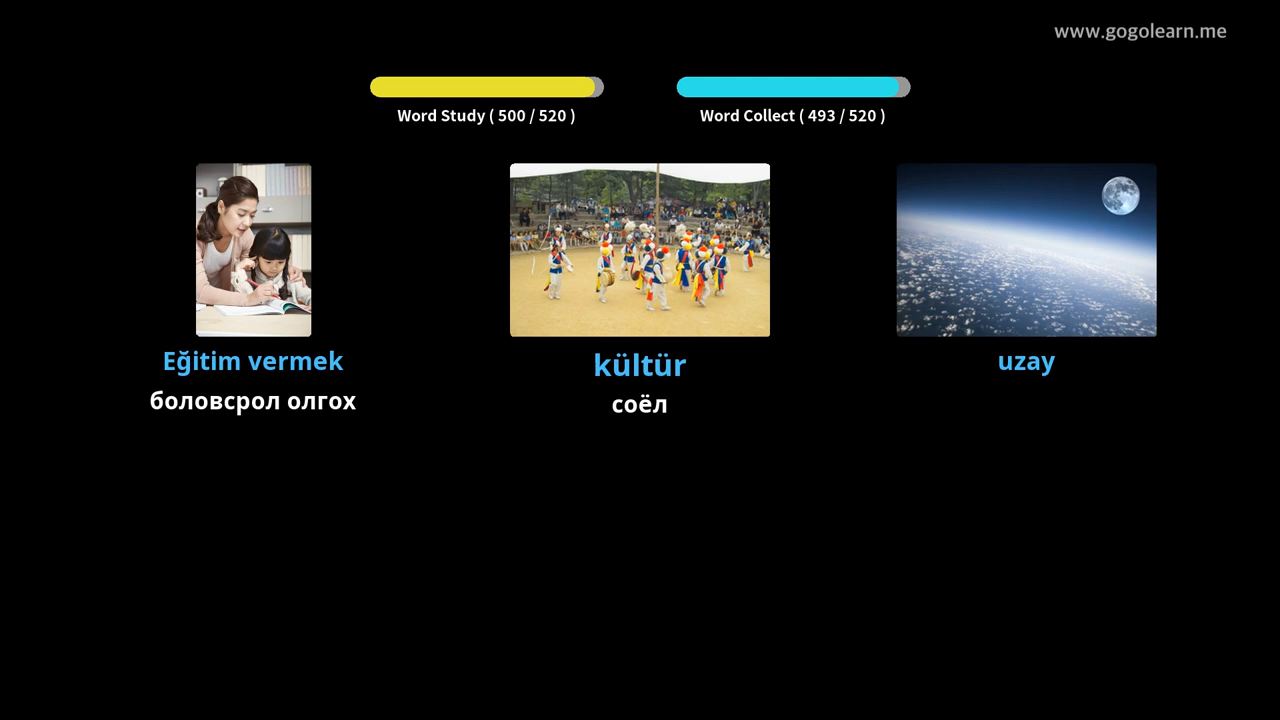 www.gogolearn.me
Word Study ( 500 / 520 )
Word Collect ( 493 / 520 )
Eğitim vermek
боловсрол олгох
kültür
соёл
uzay